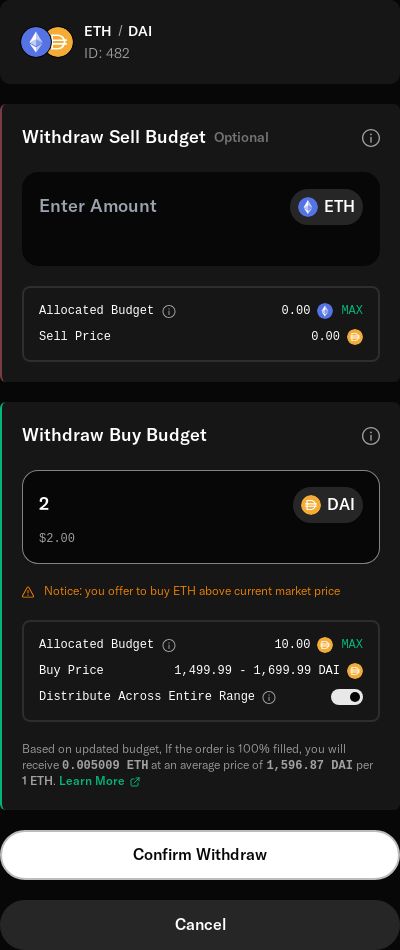 ETH / DAI
ID: 482
Withdraw Sell Budget Optional
Enter Amount ETH
Allocated Budget 0.00 MAX
Sell Price 0.00
Withdraw Buy Budget
2 DAI
$2.00
Notice: you offer to buy ETH above current market price
Allocated Budget 10.00 MAX
Buy Price 1,499.99 - 1,699.99 DAI
Distribute Across Entire Range
Based on updated budget, If the order is 100% filled, you will
receive 0.005009 ETH at an average price of 1,596.87 DAI per
1 ETH. Learn More
Confirm Withdraw
Cancel